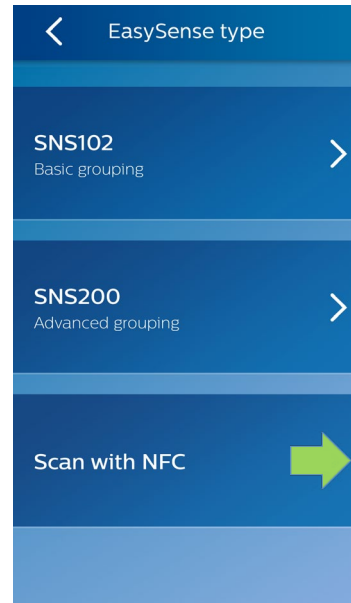 EasySense type
SNS102
Basic grouping
SNS200
Advanced grouping
Scan with NFC